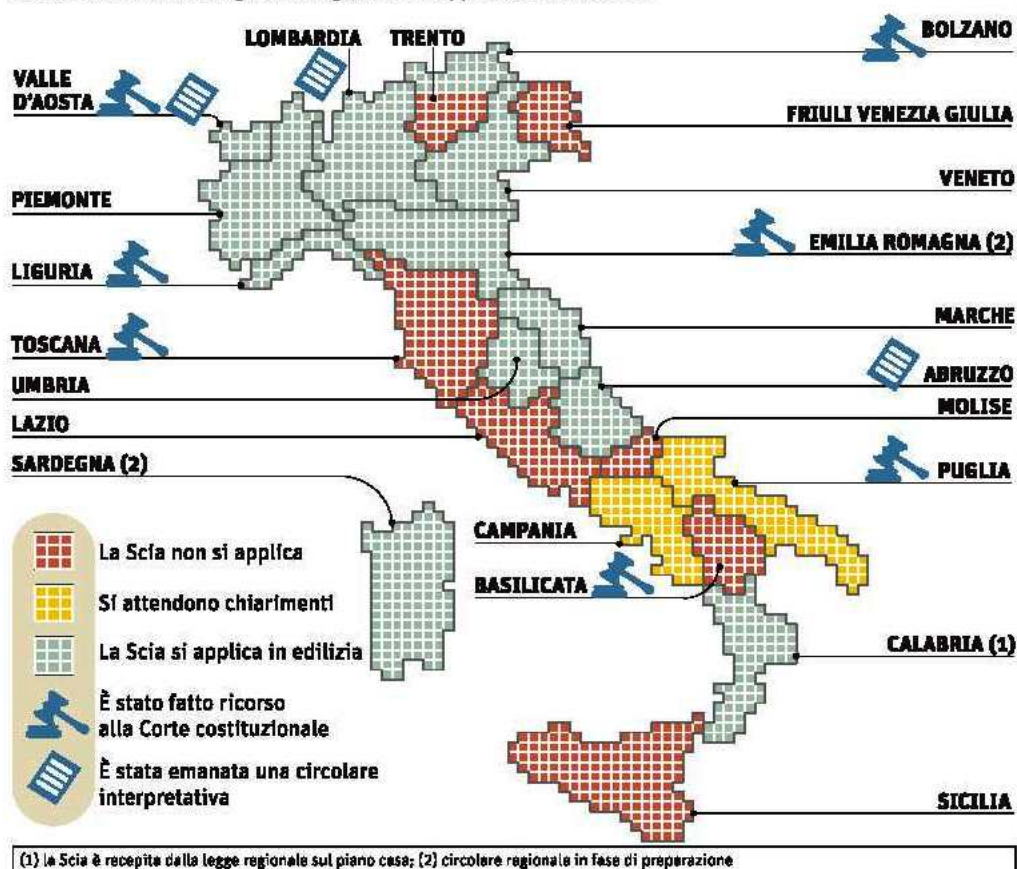 LOMBARDIA
TRENTO
BOLZANO
VALLE
D'AOSTA
FRIULI VENEZIA GIULIA
VENETO
PIEMONTE
EMILIA ROMAGNA (2)
LIGURIA
MARCHE
TOSCANA
ABRUZZO
UMBRIA
MOLISE
LAZIO
SARDEGNA (2)
PUGLIA
CAMPANIA
BASILICATA
CALABRIA (1)
SICILIA
La Scia non si applica
Si attendono chiarimenti
La Scia si applica in edilizia
È stato fatto ricorso
alla Corte costituzionale
È stata emanata una circolare
interpretativa
(1) la Scia è recepita dalla legge regionale sul piano casa; (2) circolare regionale in fase di preparazione